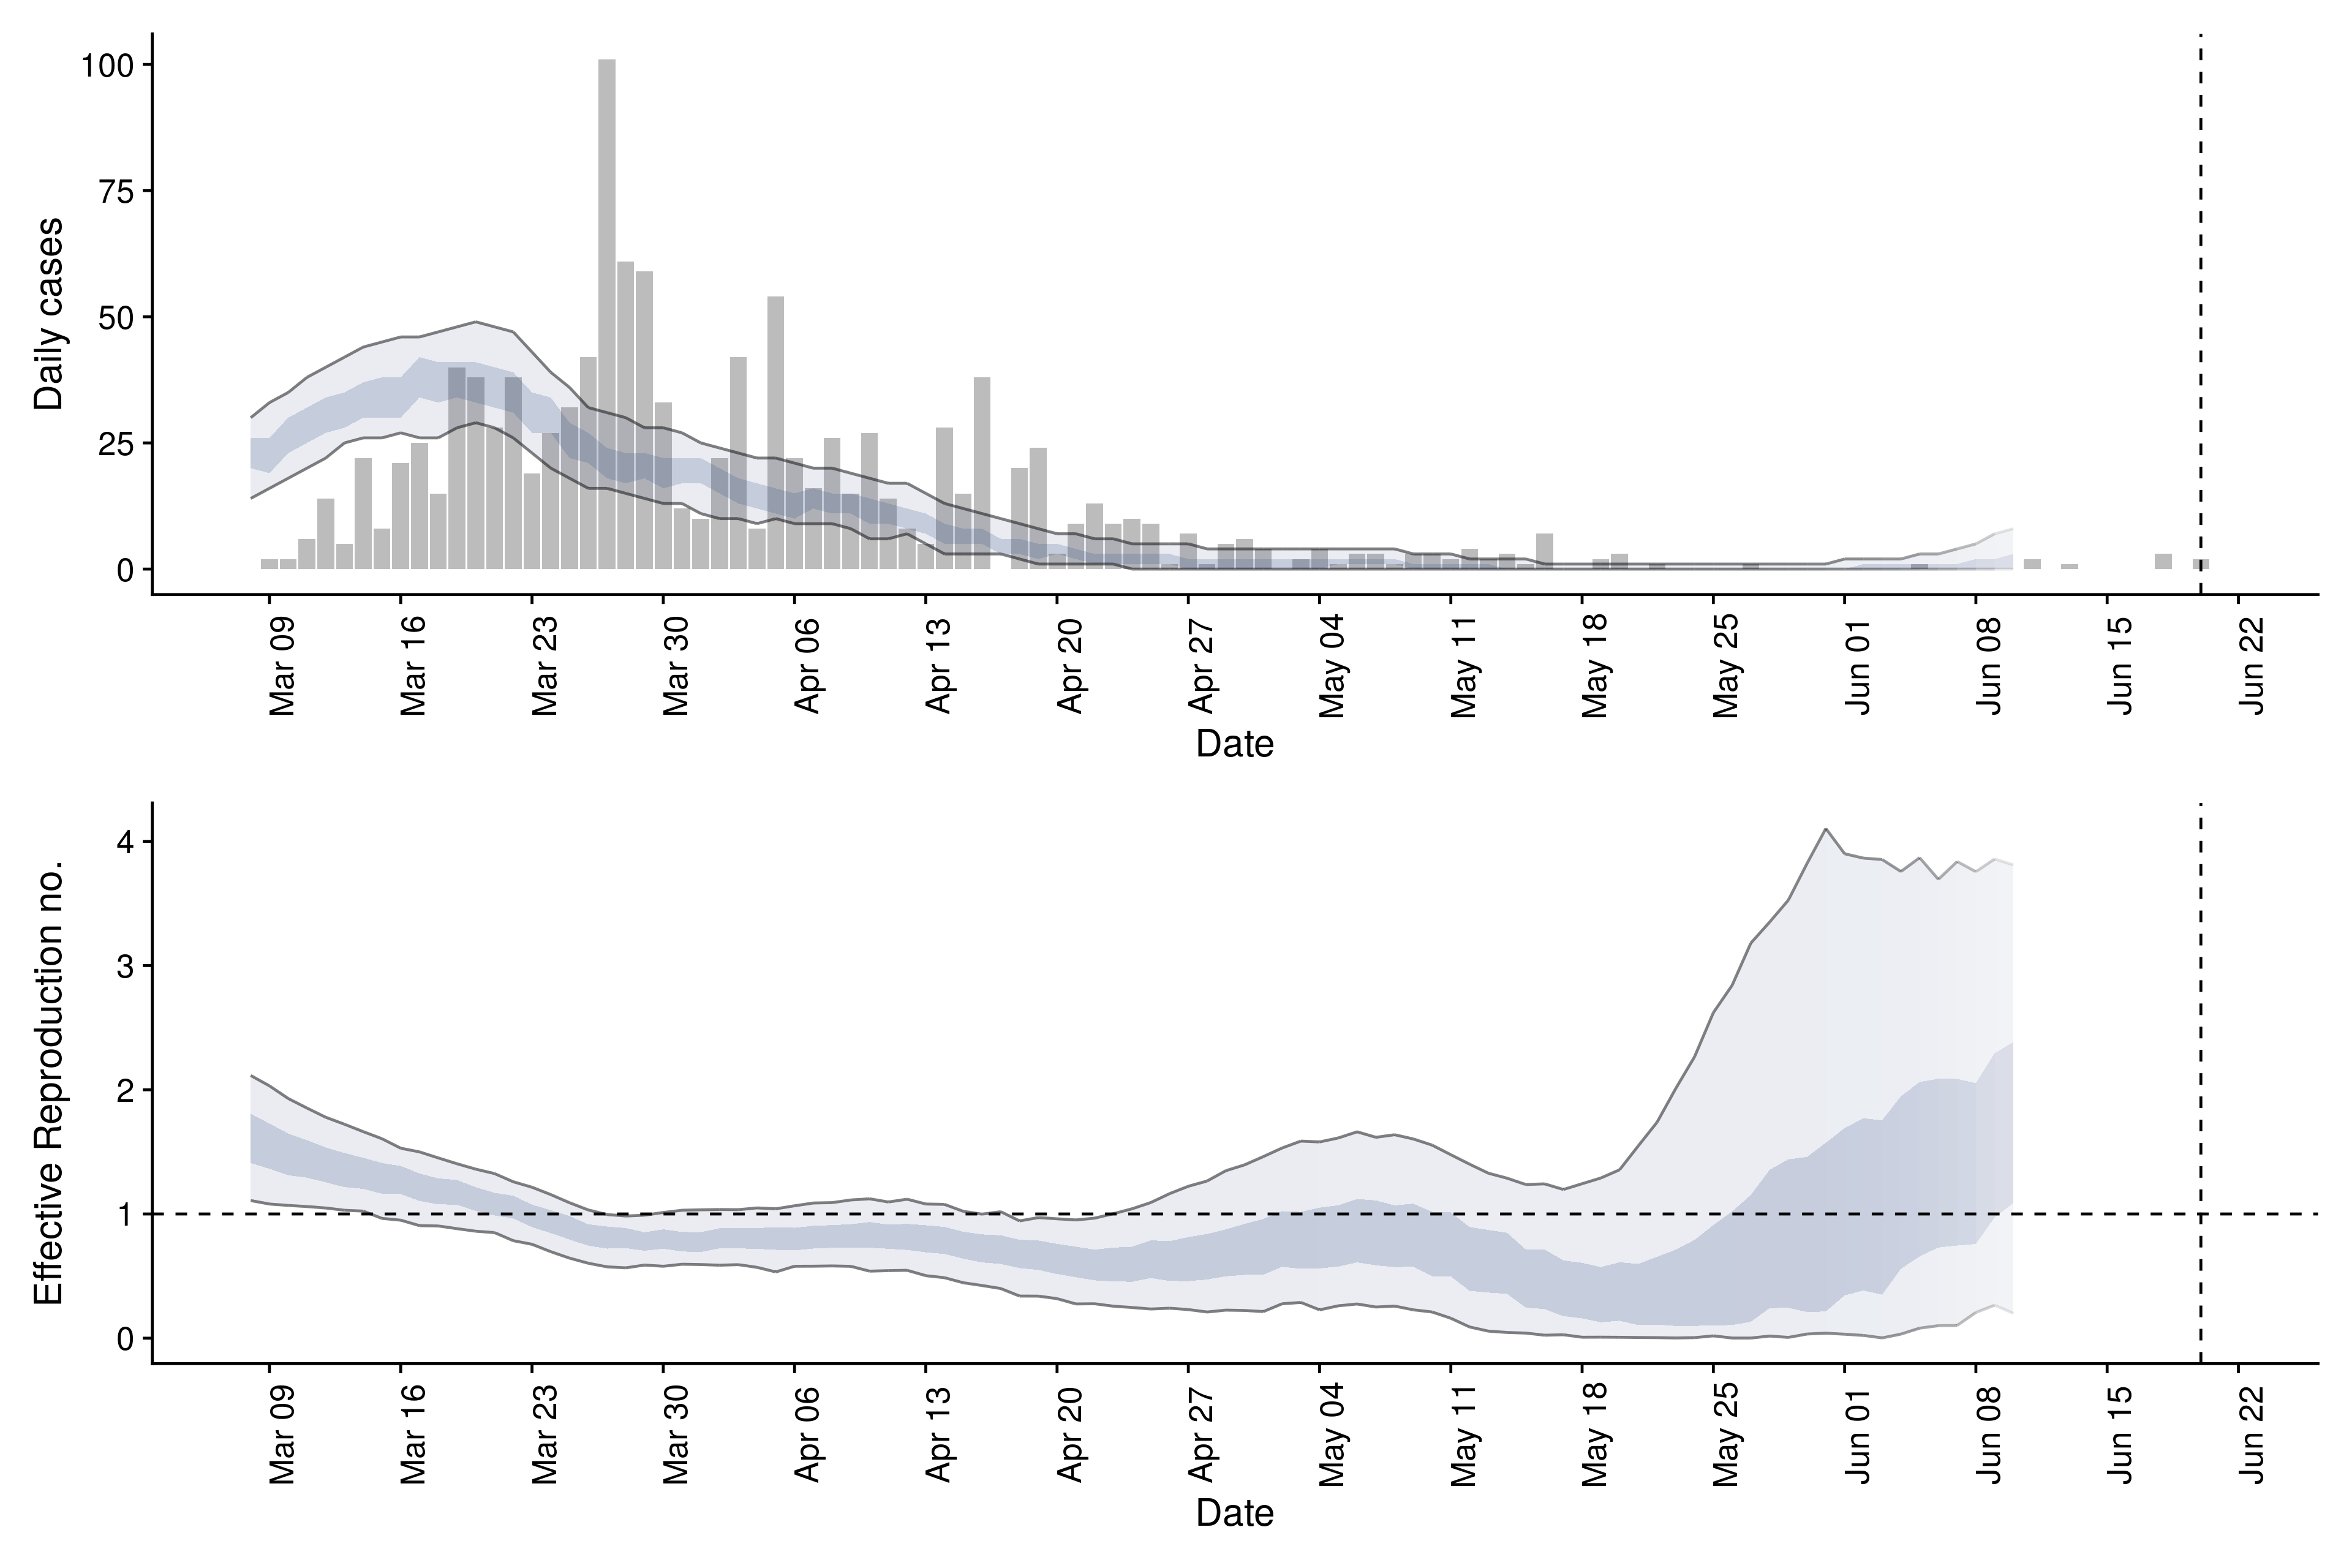 Daily cases
100
75
50
25
0
Mar 09
Mar 16
Mar 23
Mar 30
Apr 06
Apr 13
Apr 20
Apr 27
May 04
May 11
May 18
May 25
Jun 01
Jun 08
Jun 15
Jun 22
Date
Effective Reproduction no.
4
3
2
1
0
Mar 09
Mar 16
Mar 23
Mar 30
Apr 06
Apr 13
Apr 20
Apr 27
May 04
May 11
May 18
May 25
Jun 01
Jun 08
Jun 15
Jun 22
Date